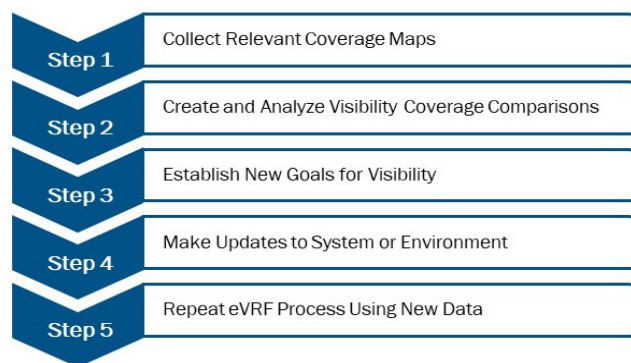 Step 1
Collect Relevant Coverage Maps
Step 2
Create and Analyze Visibility Coverage Comparisons
Step 3
Establish New Goals for Visibility
Step 4
Make Updates to System or Environment
Step 5
Repeat eVRF Process Using New Data